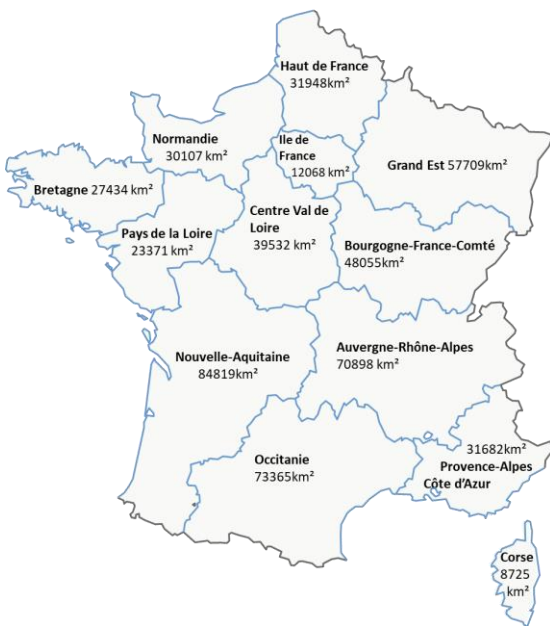 Haut de France
31948km²
Normandie
30107 km²
Ile de
France
12068 km²
Grand Est 57709km²
Bretagne 27434 km²
Pays de la Loire
23371 km²
Centre Val de
Loire
39532 km²
Bourgogne-France-Comté
48055km²
Nouvelle-Aquitaine
84819km²
Auvergne-Rhône-Alpes
70898 km²
Occitanie
73365km²
31682km²
Provence-Alpes
Côte d'Azur
Corse
8725
km²